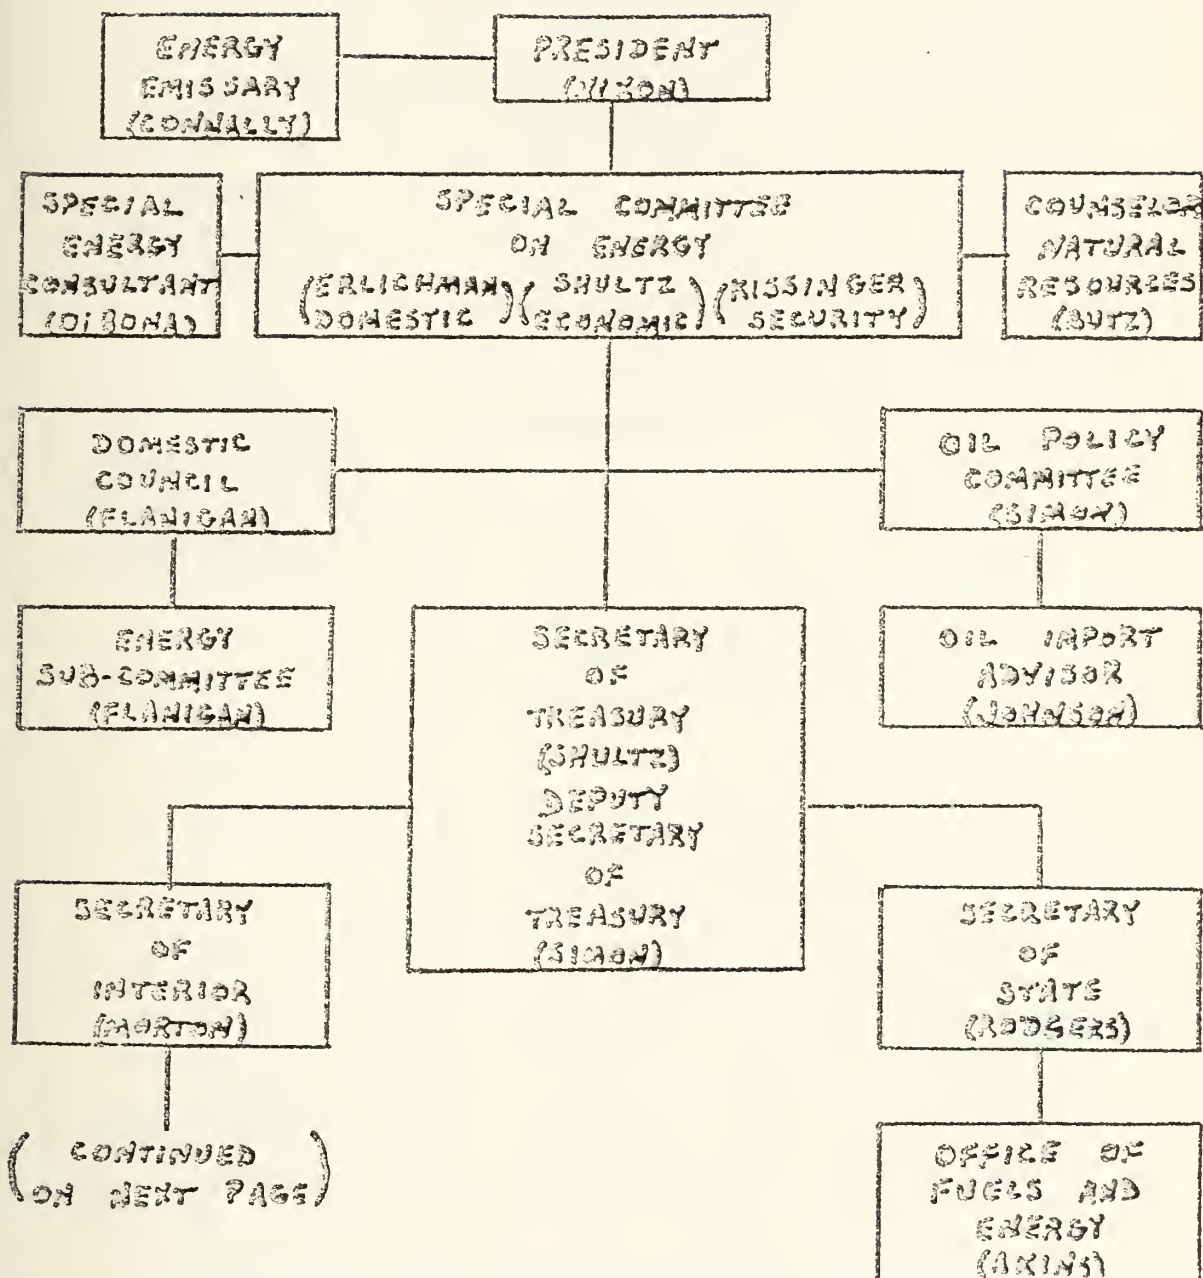 ENERGY
EMISSARY
(CONNALLY)
PRESIDENT
(NIXON)
SPECIAL
ENERGY
CONSULTANT
(DiBONA)
SPECIAL COMMITTEE
ON ENERGY
(ERLICHMAN DOMESTIC)
(SHULTZ ECONOMIC)
(KISSINGER SECURITY)
COUNSELOR
NATURAL
RESOURCES
(BUTZ)
DOMESTIC
COUNCIL
(FLANIGAN)
OIL POLICY
COMMITTEE
(SIMON)
ENERGY
SUB-COMMITTEE
(FLANIGAN)
SECRETARY
OF
TREASURY
(SHULTZ)
DEPUTY
SECRETARY
OF
TREASURY
(SIMON)
OIL IMPORT
ADVISOR
(JOHNSON)
SECRETARY
OF
INTERIOR
(MORTON)
SECRETARY
OF
STATE
(RODGERS)
(CONTINUED
ON NEXT PAGE)
OFFICE OF
FUELS AND
ENERGY
(AKINS)